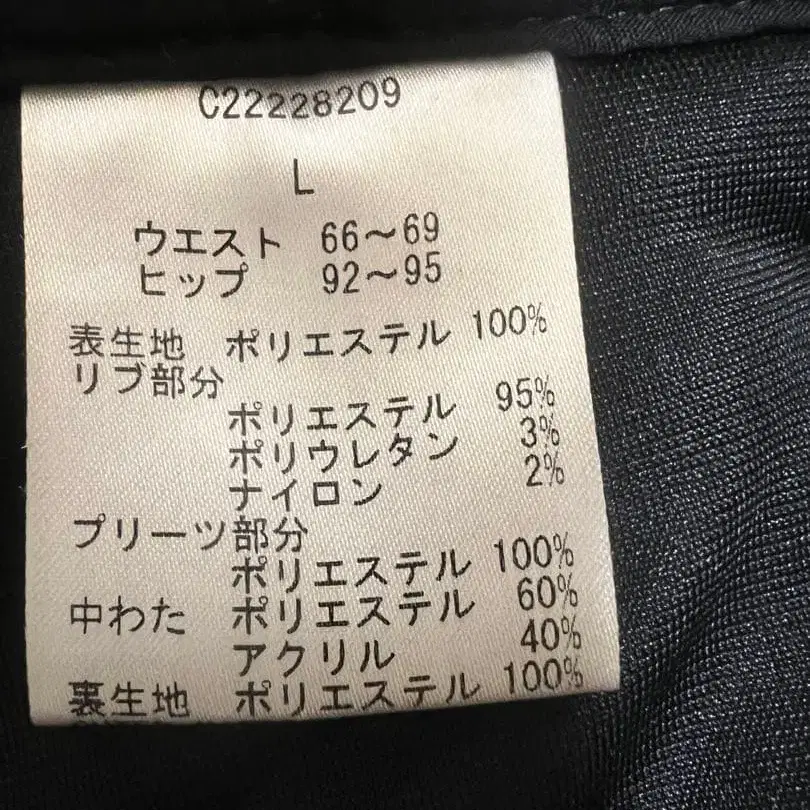 C22228209
L
ウエスト 66～69
ヒップ 92～95
表生地 ポリエステル 100%
リブ部分
ポリエステル 95%
ポリウレタン 3%
ナイロン 2%
プリーツ部分
ポリエステル 100%
中わた ポリエステル 60%
アクリル 40%
裏生地 ポリエステル 100%